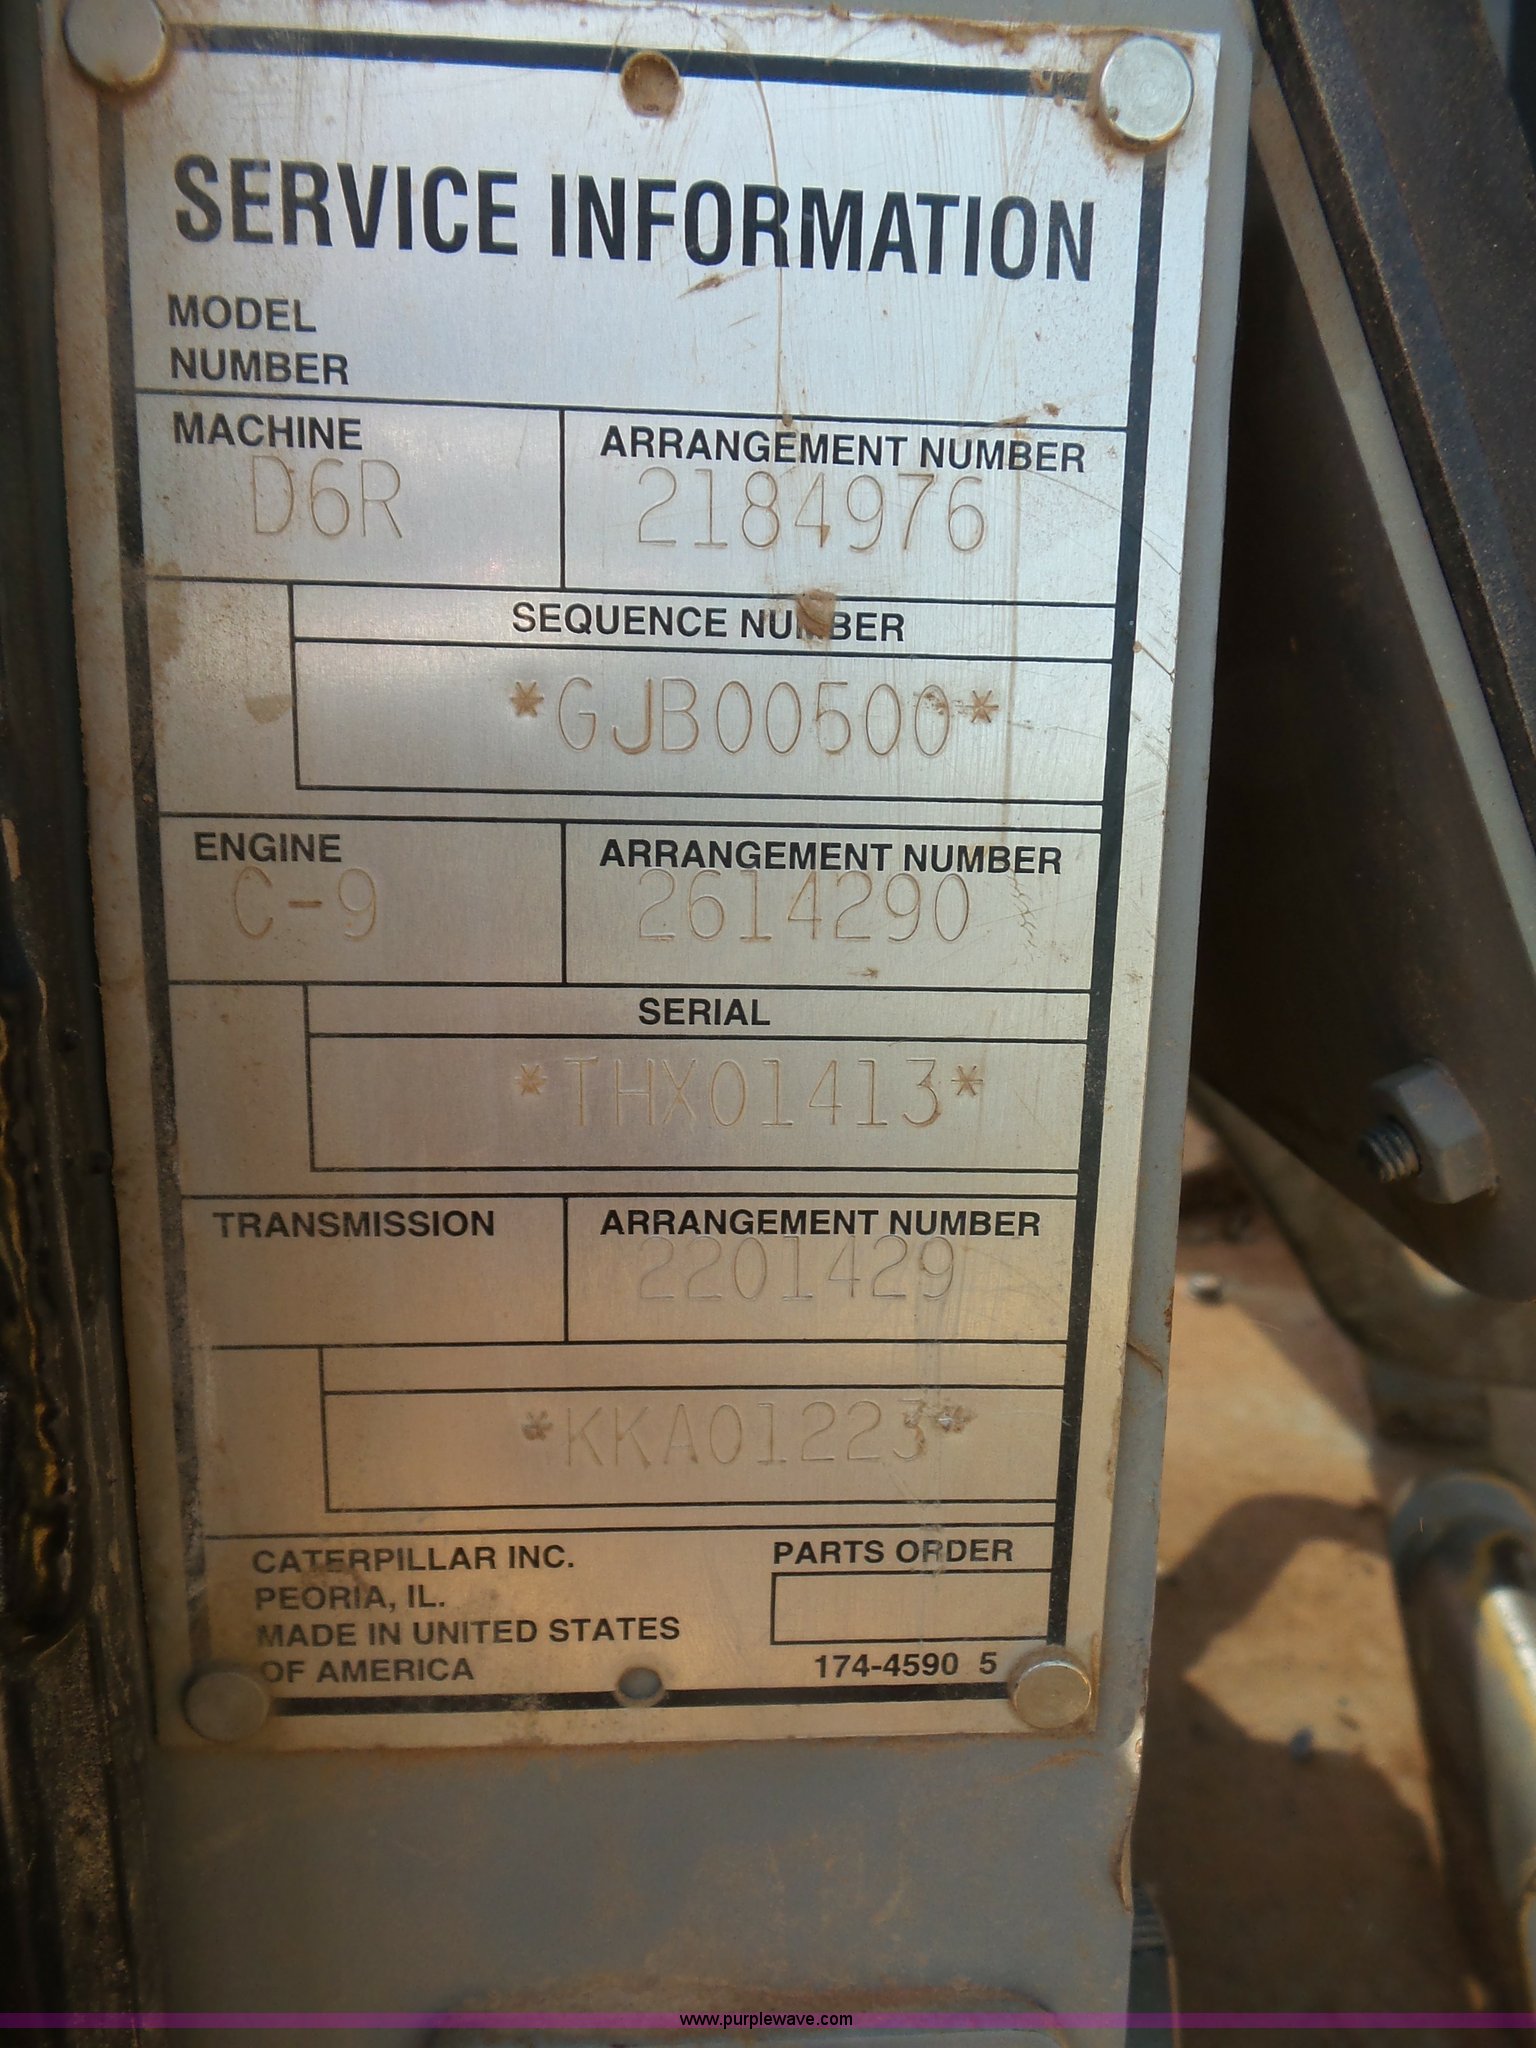 SERVICE INFORMATION
MODEL
NUMBER
MACHINE
D6R
ARRANGEMENT NUMBER
2184976
SEQUENCE NUMBER
*GJB00500*
ENGINE
C-9
ARRANGEMENT NUMBER
2614290
SERIAL
*THX01413*
TRANSMISSION
ARRANGEMENT NUMBER
2201429
*KKA01223*
CATERPILLAR INC.
PEORIA, IL.
MADE IN UNITED STATES
OF AMERICA
PARTS ORDER
174-4590 5
www.purplewave.com